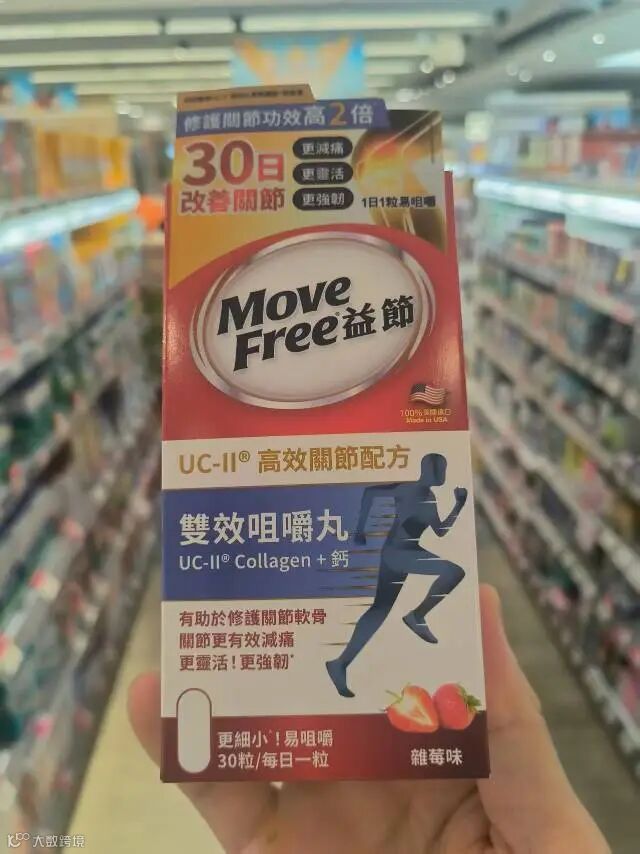 修護關節功效高2倍
30日
改善關節
更減痛
更靈活
更強韌
1日1粒易咀嚼
Move
Free®益節
100%美國進口
Made in USA
UC-II® 高效關節配方
雙效咀嚼丸
UC-II® Collagen + 鈣
有助於修護關節軟骨
關節更有效減痛
更靈活!更強韌*
更細小^!易咀嚼
30粒/每日一粒
雜莓味
大数跨境